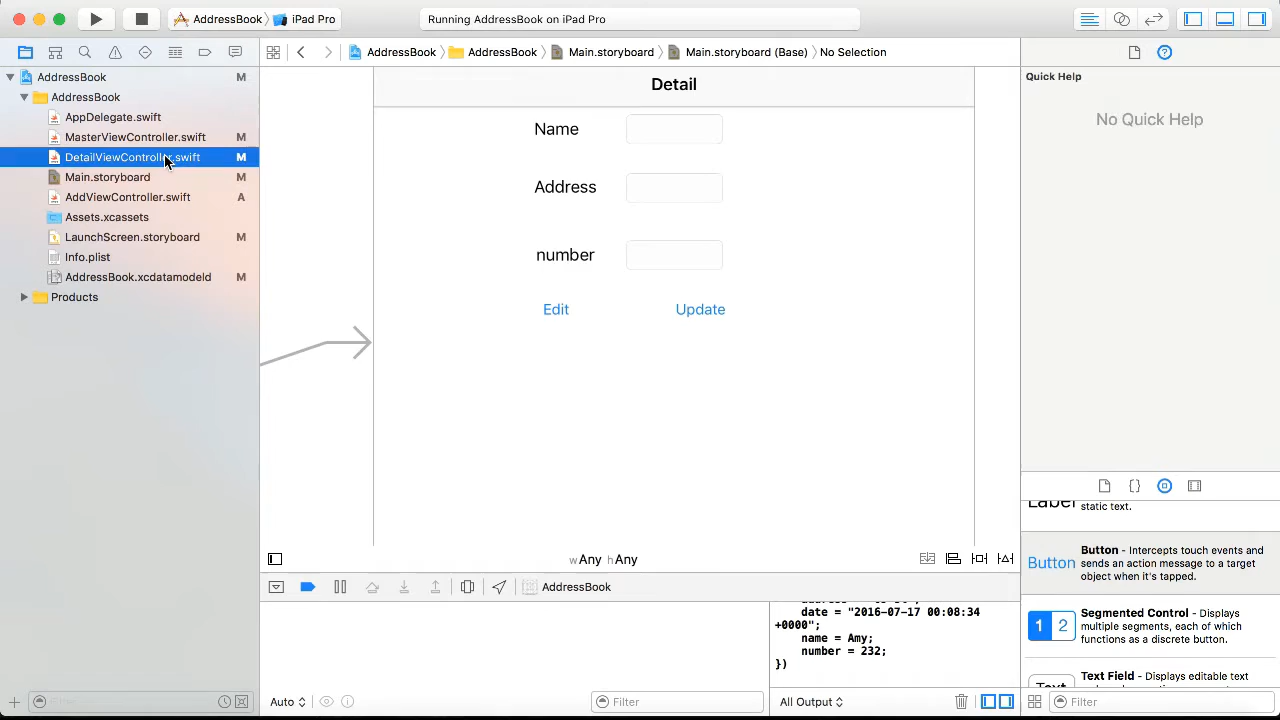 AddressBook iPad Pro
Running AddressBook on iPad Pro
AddressBook AddressBook Main.storyboard Main.storyboard (Base) No Selection
AddressBook M
AddressBook
AppDelegate.swift
MasterViewController.swift M
DetailViewController.swift M
Main.storyboard M
AddViewController.swift A
Assets.xcassets
LaunchScreen.storyboard M
Info.plist
AddressBook.xcdatamodeld M
Products
Filter
Detail
Name
Address
number
Edit Update
wAny hAny
AddressBook
date = "2016-07-17 00:08:34
+0000";
name = Amy;
number = 232;
})
Auto
Filter
All Output
Quick Help
No Quick Help
Label
static text.
Button
Button - Intercepts touch events and
sends an action message to a target
object when it's tapped.
1 2
Segmented Control - Displays
multiple segments, each of which
functions as a discrete button.
Text
Text Field - Displays editable text
Filter